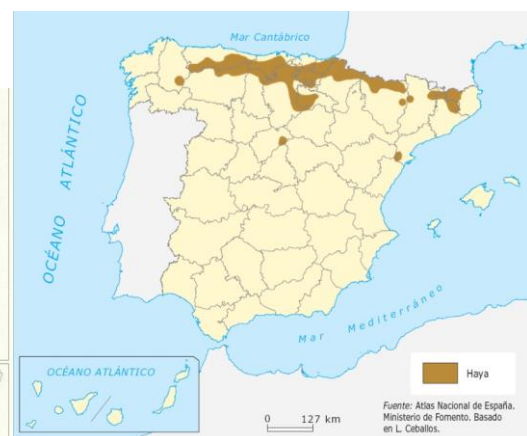 Mar Cantábrico
OCÉANO ATLÁNTICO
Mar Mediterráneo
OCÉANO ATLÁNTICO
0 127 km
Haya
Fuente: Atlas Nacional de España.
Ministerio de Fomento. Basado
en L. Ceballos.